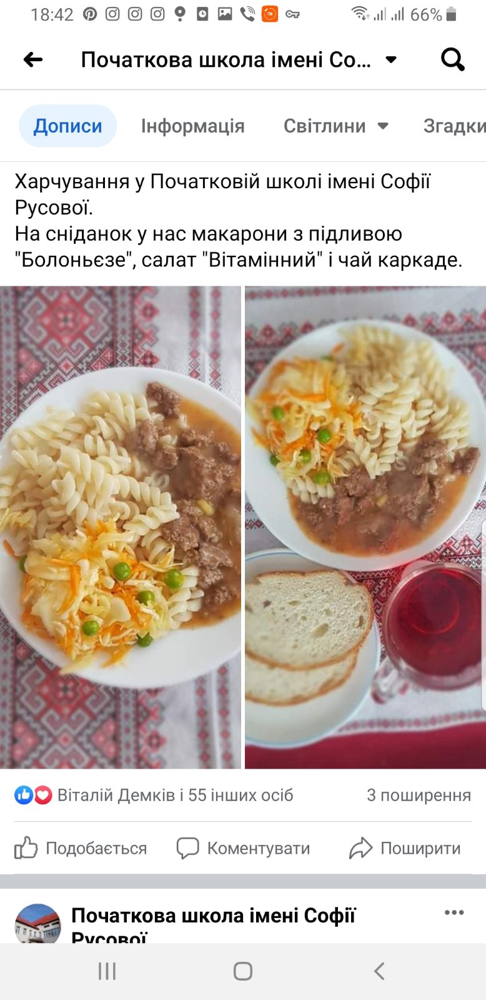 18:42 66%
Початкова школа імені Со...
Дописи Інформація Світлини Згадки
Харчування у Початковій школі імені Софії
Русової.
На сніданок у нас макарони з підливою
"Болоньєзе", салат "Вітамінний" і чай каркаде.
Віталій Демків і 55 інших осіб 3 поширення
Подобається Коментувати Поширити
Початкова школа імені Софії
Русової